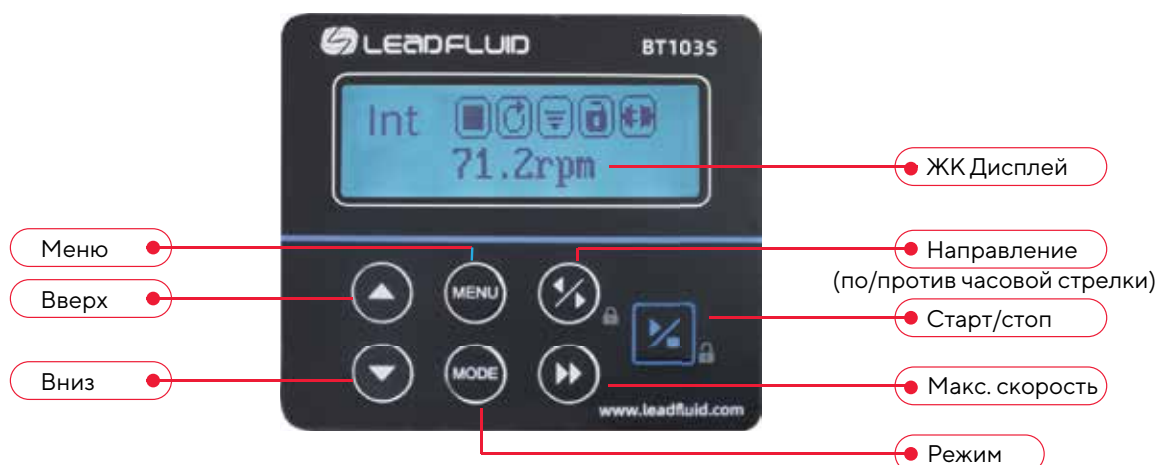 LEADFLUID
BT103S
Int
71.2rpm
ЖК Дисплей
Меню
Направление
(по/против часовой стрелки)
Вверх
MENU
Старт/стоп
Вниз
MODE
Макс. скорость
www.leadfluid.com
Режим